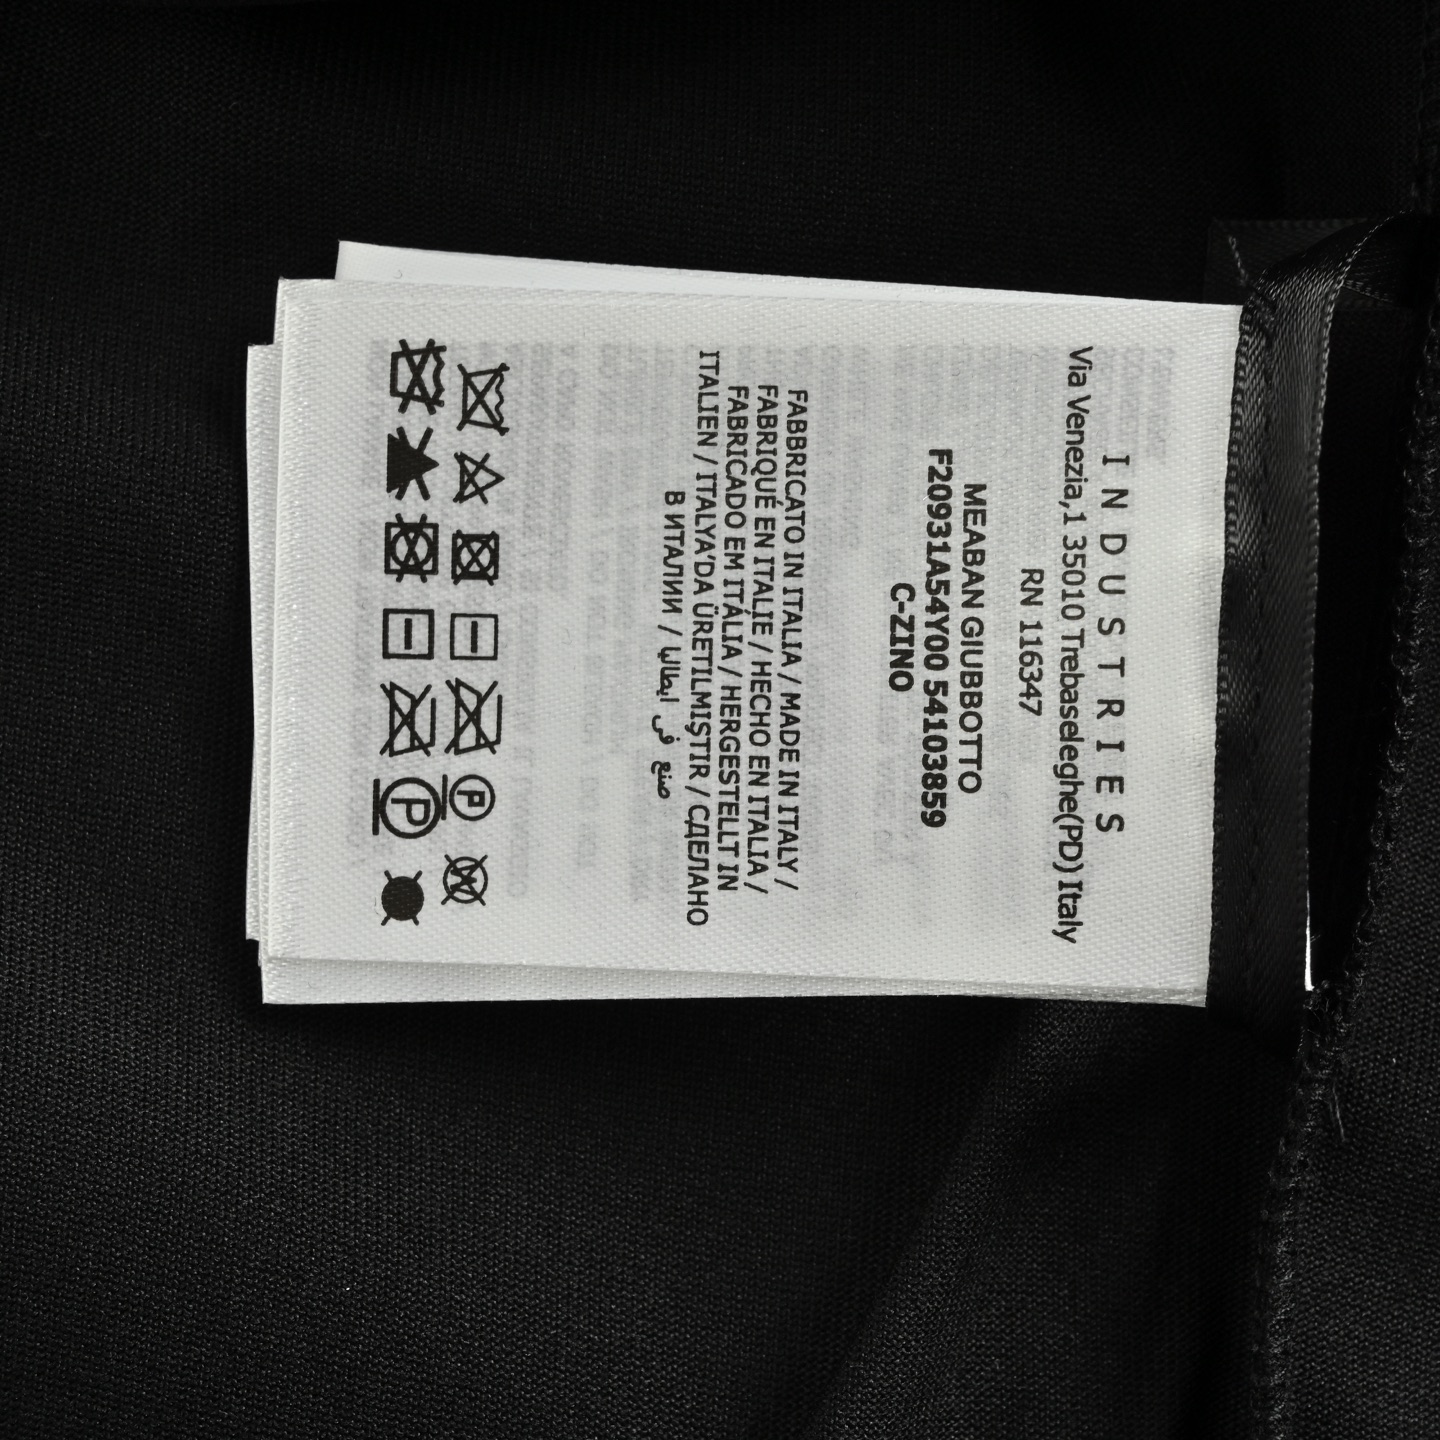 INDUSTRIES
Via Venezia,1 35010 Trebaseleghe(PD) Italy
RN 116347
MEABAN GIUBBOTTO
F20931A54Y00 54103859
C-ZINO
FABBRICATO IN ITALIA / MADE IN ITALY /
FABRIQUÉ EN ITALIE / HECHO EN ITALIA /
FABRICADO EM ITÁLIA / HERGESTELLT IN
ITALIEN / ITALYA'DA ÜRETILMIŞTIR / СДЕЛАНО
В ИТАЛИИ / صنع في ايطاليا
P
W
P